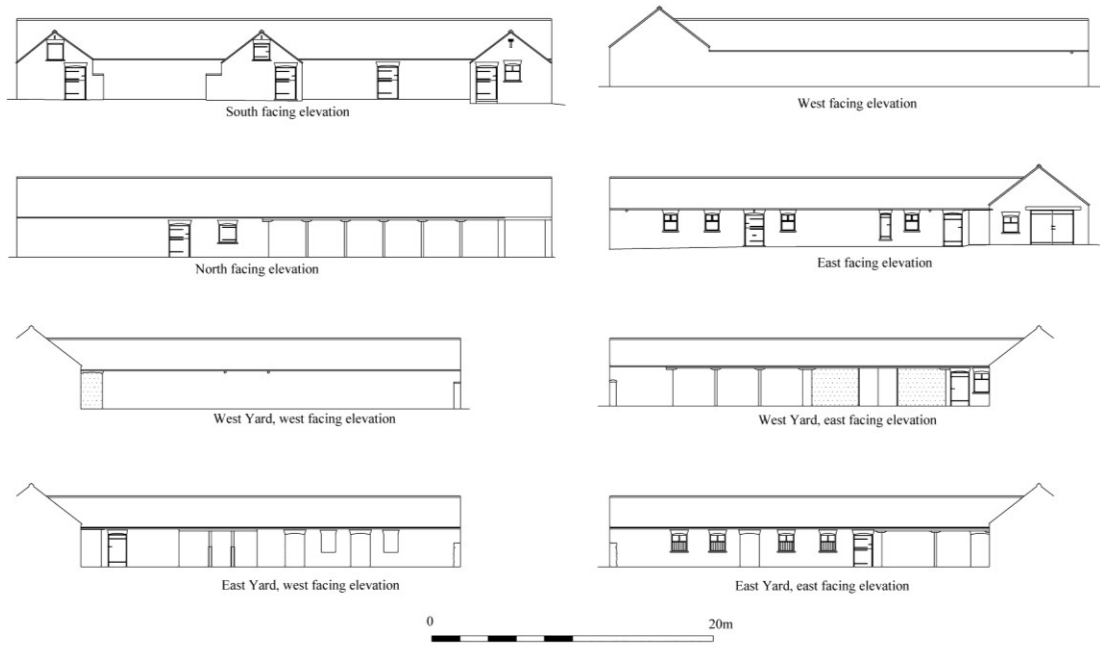 South facing elevation
West facing elevation
North facing elevation
East facing elevation
West Yard, west facing elevation
West Yard, east facing elevation
East Yard, west facing elevation
East Yard, east facing elevation
0 20m